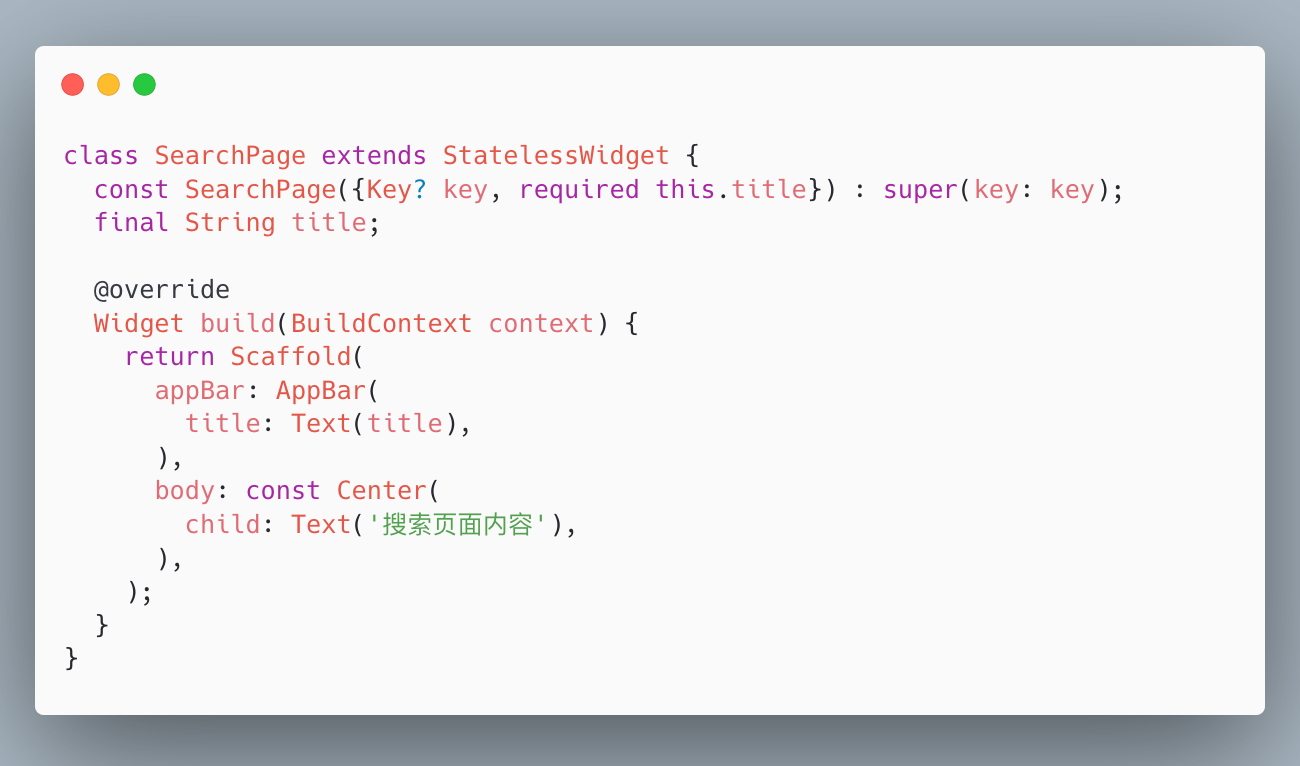 class SearchPage extends StatelessWidget {
  const SearchPage({Key? key, required this.title}) : super(key: key);
  final String title;

  @override
  Widget build(BuildContext context) {
    return Scaffold(
      appBar: AppBar(
        title: Text(title),
      ),
      body: const Center(
        child: Text('搜索页面内容'),
      ),
    );
  }
}